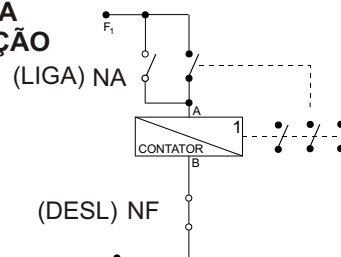 A
ÇÃO
F1
(LIGA) NA
A
1
CONTATOR
B
(DESL) NF